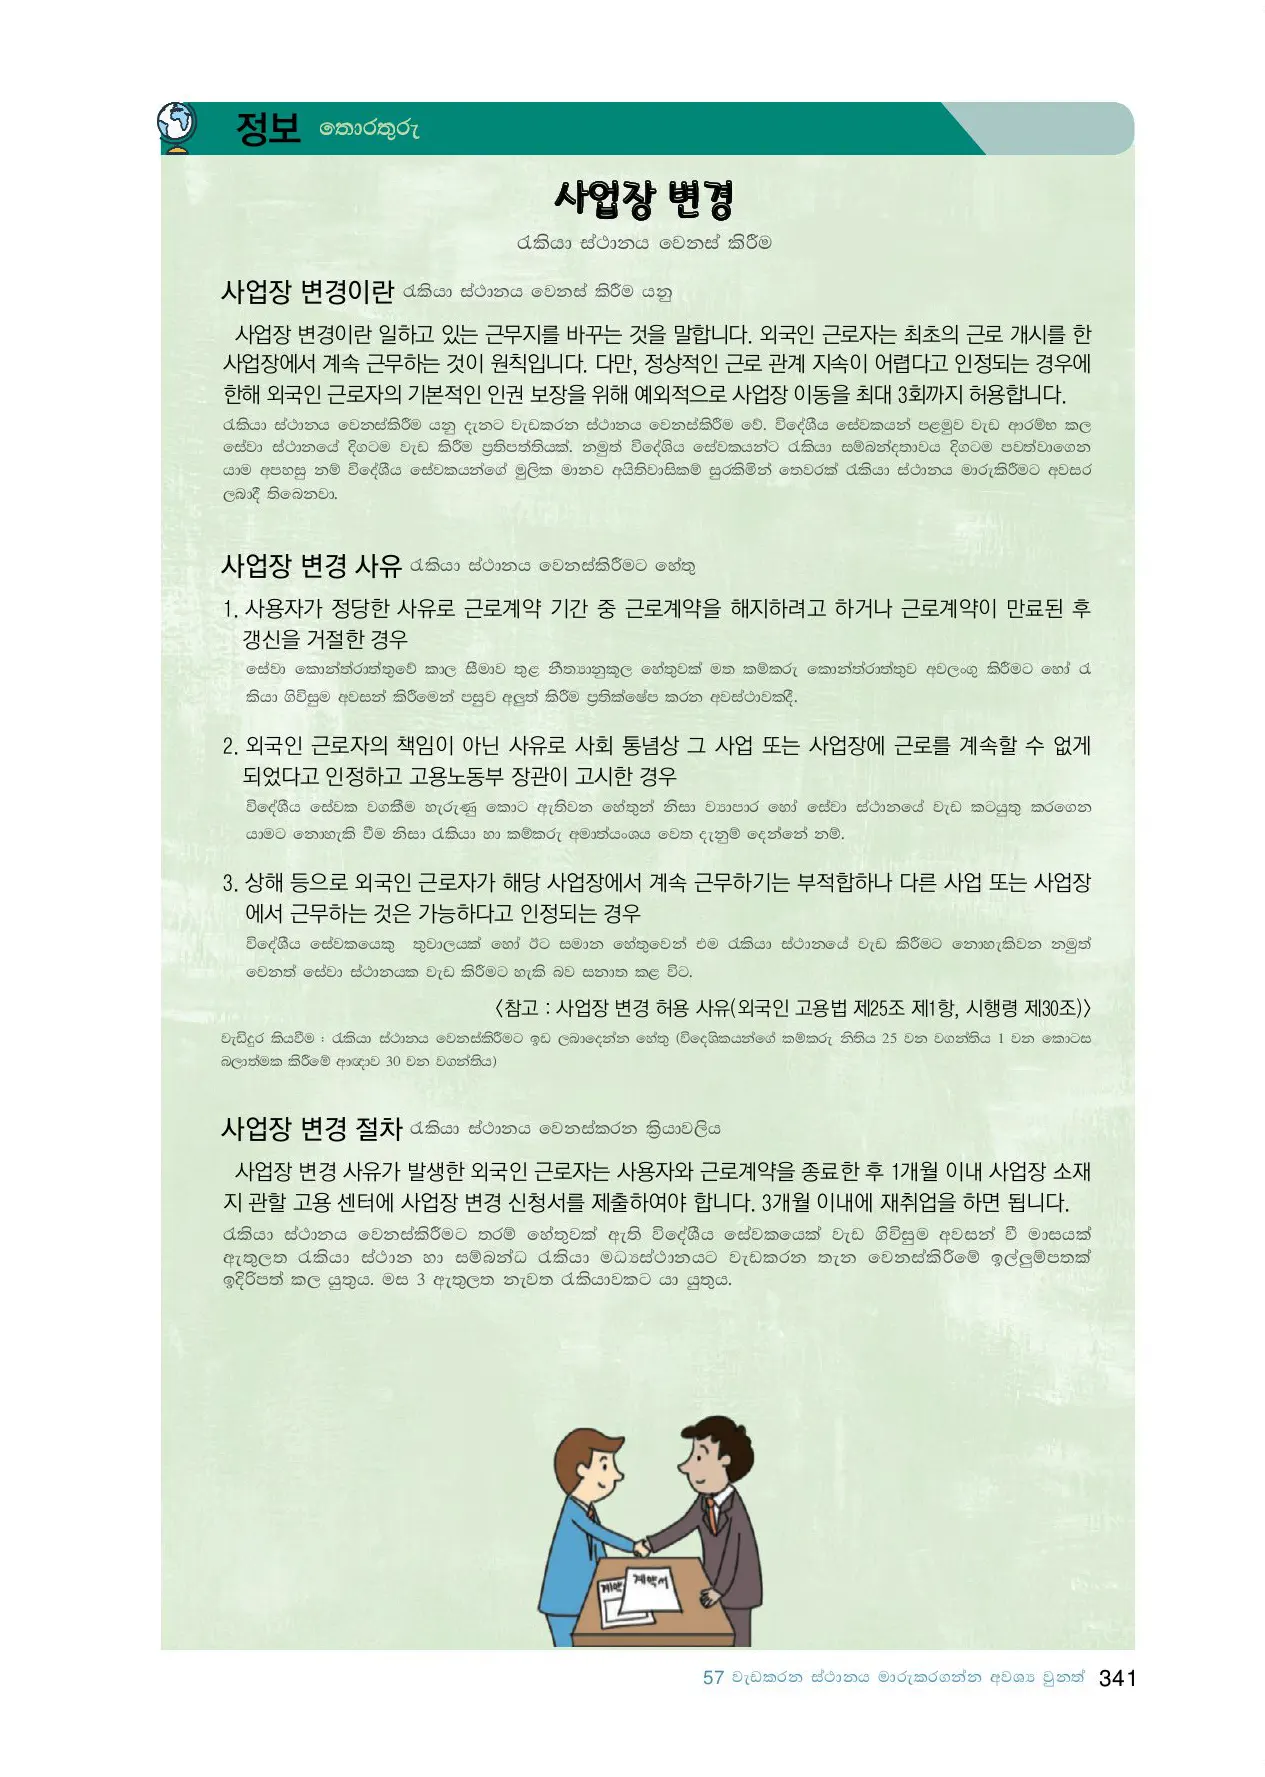 정보 තොරතුරු
사업장 변경
රැකියා ස්ථානය වෙනස් කිරීම
사업장 변경이란 රැකියා ස්ථානය වෙනස් කිරීම යනු
사업장 변경이란 일하고 있는 근무지를 바꾸는 것을 말합니다. 외국인 근로자는 최초의 근로 개시를 한
사업장에서 계속 근무하는 것이 원칙입니다. 다만, 정상적인 근로 관계 지속이 어렵다고 인정되는 경우에
한해 외국인 근로자의 기본적인 인권 보장을 위해 예외적으로 사업장 이동을 최대 3회까지 허용합니다.
රැකියා ස්ථානය වෙනස්කිරීම යනු දැනට වැඩකරන ස්ථානය වෙනස්කිරීම වේ. විදේශීය සේවකයන් පළමුව වැඩ ආරම්භ කල
සේවා ස්ථානයේ දිගටම වැඩ කිරීම ප්‍රතිපත්තියක්. නමුත් විදේශිය සේවකයන්ට රැකියා සම්බන්දතාවය දිගටම පවත්වාගෙන
යාම අපහසු නම් විදේශීය සේවකයන්ගේ මුලික මානව අයිතිවාසිකම් සුරකිමින් තෙවරක් රැකියා ස්ථානය මාරුකිරීමට අවසර
ලබාදී තිබෙනවා.
사업장 변경 사유 රැකියා ස්ථානය වෙනස්කිරීමට හේතු
1. 사용자가 정당한 사유로 근로계약 기간 중 근로계약을 해지하려고 하거나 근로계약이 만료된 후
갱신을 거절한 경우
සේවා කොන්ත්රාත්තුවේ කාල සීමාව තුළ නීත්‍යානුකූල හේතුවක් මත කම්කරු කොන්ත්රාත්තුව අවලංගු කිරීමට හෝ රැ
කියා ගිවිසුම අවසන් කිරීමෙන් පසුව අලුත් කිරීම ප්‍රතික්ෂේප කරන අවස්ථාවකදී.
2. 외국인 근로자의 책임이 아닌 사유로 사회 통념상 그 사업 또는 사업장에 근로를 계속할 수 없게
되었다고 인정하고 고용노동부 장관이 고시한 경우
විදේශීය සේවක වගකීම හැරුණු කොට ඇතිවන හේතුන් නිසා ව්‍යාපාර හෝ සේවා ස්ථානයේ වැඩ කටයුතු කරගෙන
යාමට නොහැකි වීම නිසා රැකියා හා කම්කරු අමාත්යංශය වෙත දැනුම් දෙන්නේ නම්.
3. 상해 등으로 외국인 근로자가 해당 사업장에서 계속 근무하기는 부적합하나 다른 사업 또는 사업장
에서 근무하는 것은 가능하다고 인정되는 경우
විදේශීය සේවකයෙකු තුවාලයක් හෝ ඊට සමාන හේතුවෙන් එම රැකියා ස්ථානයේ වැඩ කිරීමට නොහැකිවන නමුත්
වෙනත් සේවා ස්ථානයක වැඩ කිරීමට හැකි බව සනාත කළ විට.
〈참고 : 사업장 변경 허용 사유(외국인 고용법 제25조 제1항, 시행령 제30조)〉
වැඩිදුර කියවීම : රැකියා ස්ථානය වෙනස්කිරීමට ඉඩ ලබාදෙන්න හේතු (විදෙශිකයන්ගේ කම්කරු නිතිය 25 වන වගන්තිය 1 වන කොටස
බලාත්මක කිරීමේ ආඥාව 30 වන වගන්තිය)
사업장 변경 절차 රැකියා ස්ථානය වෙනස්කරන ක්‍රියාවලිය
사업장 변경 사유가 발생한 외국인 근로자는 사용자와 근로계약을 종료한 후 1개월 이내 사업장 소재
지 관할 고용 센터에 사업장 변경 신청서를 제출하여야 합니다. 3개월 이내에 재취업을 하면 됩니다.
රැකියා ස්ථානය වෙනස්කිරීමට තරම් හේතුවක් ඇති විදේශීය සේවකයෙක් වැඩ ගිවිසුම අවසන් වී මාසයක්
ඇතුලත රැකියා ස්ථාන හා සම්බන්ධ රැකියා මධ්‍යස්ථානයට වැඩකරන තැන වෙනස්කිරීමේ ඉල්ලුම්පතක්
ඉදිරිපත් කල යුතුය. මස 3 ඇතුලත නැවත රැකියාවකට යා යුතුය.
계약 계약서
57 වැඩකරන ස්ථානය මාරුකරගන්න අවශ්‍ය වුනත් 341